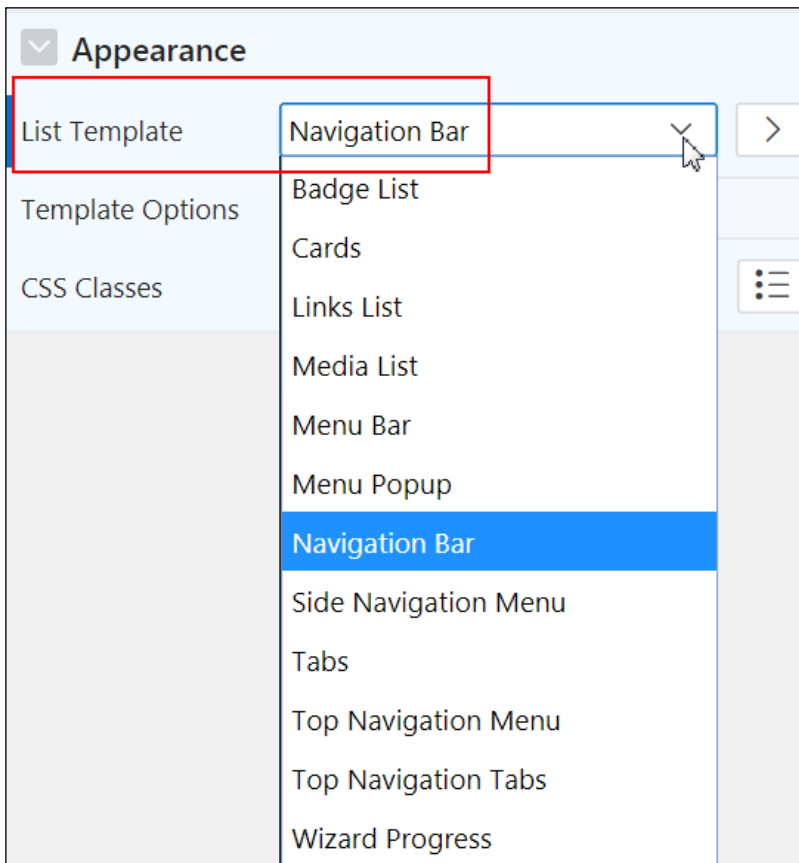 Appearance
List Template Navigation Bar
Badge List
Template Options
Cards
CSS Classes
Links List
Media List
Menu Bar
Menu Popup
Navigation Bar
Side Navigation Menu
Tabs
Top Navigation Menu
Top Navigation Tabs
Wizard Progress